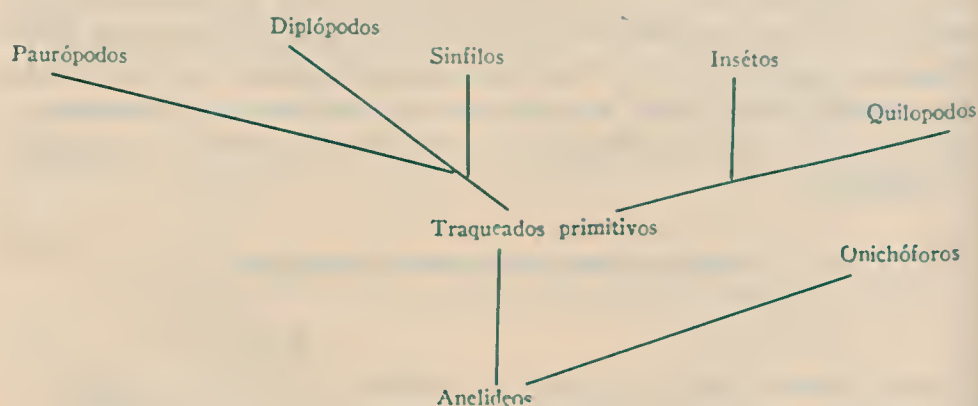 Diplópodos
Paurópodos
Sinfilos
Insétos
Quilopodos
Traqueados primitivos
Onichóforos
Anelideos